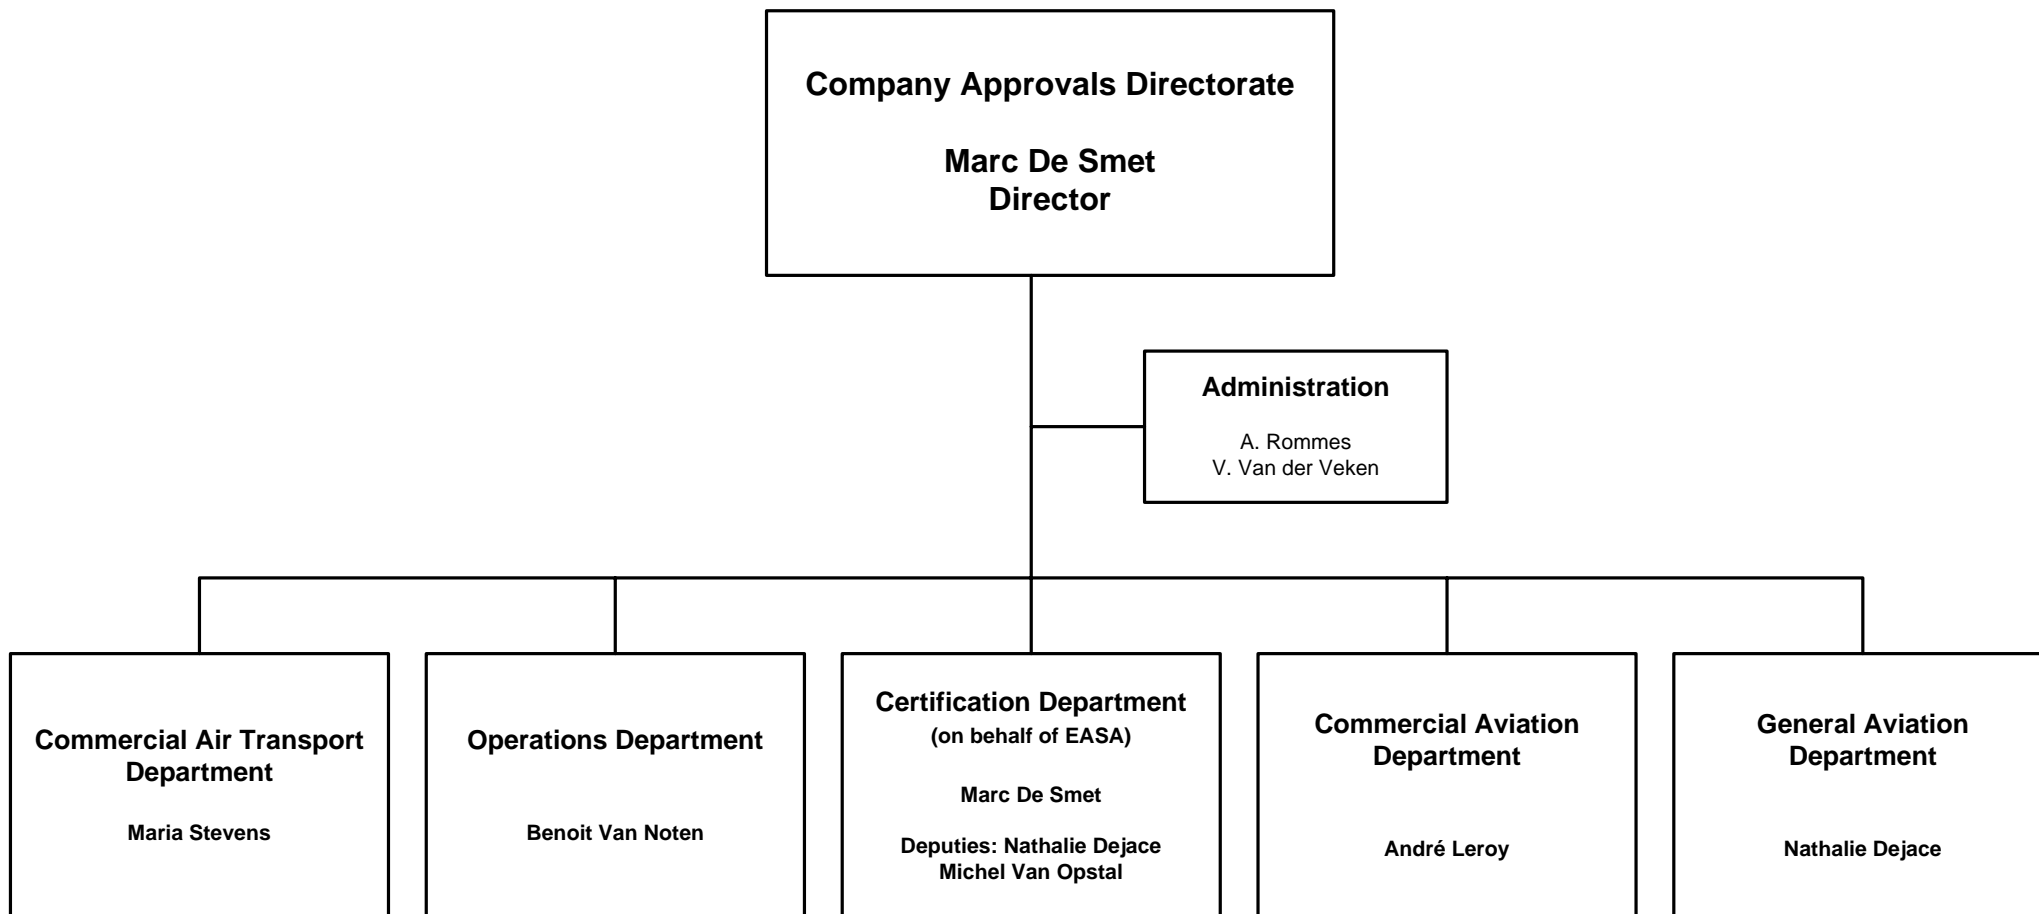 Company Approvals Directorate
Marc De Smet
Director
Administration
A. Rommes
V. Van der Veken
Commercial Air Transport
Department
Maria Stevens
Operations Department
Benoit Van Noten
Certification Department
(on behalf of EASA)
Marc De Smet
Deputies: Nathalie Dejace
Michel Van Opstal
Commercial Aviation
Department
André Leroy
General Aviation
Department
Nathalie Dejace